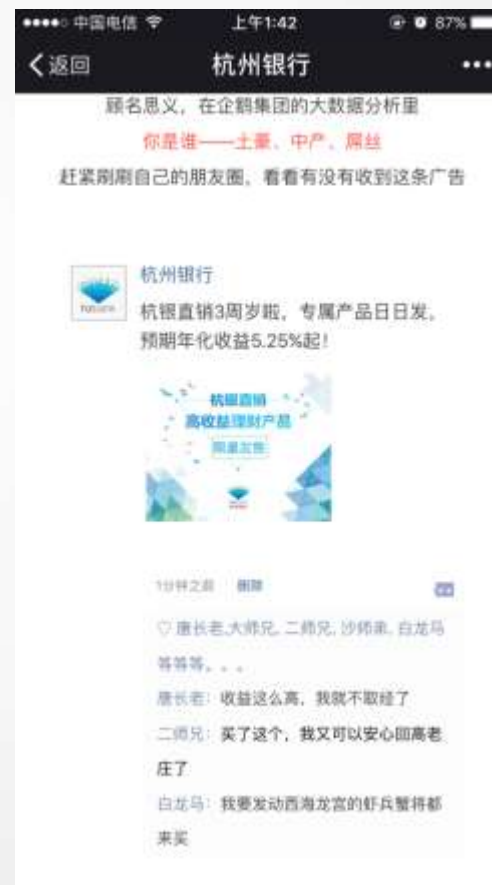 中国电信 上午1:42 87%
返回 杭州银行
顾名思义，在企鹅集团的大数据分析里
你是谁——土豪、中产、屌丝
赶紧刷刷自己的朋友圈，看看有没有收到这条广告
杭州银行
杭银直销3周岁啦，专属产品日日发，
预期年化收益5.25%起！
杭银直销
高收益理财产品
限量发售
1分钟之前 删除
唐长老,大师兄,二师兄,沙师弟,白龙马
等等等。。。
唐长老：收益这么高，我就不取经了
二师兄：买了这个，我又可以安心回高老
庄了
白龙马：我要发动西海龙宫的虾兵蟹将都
来买